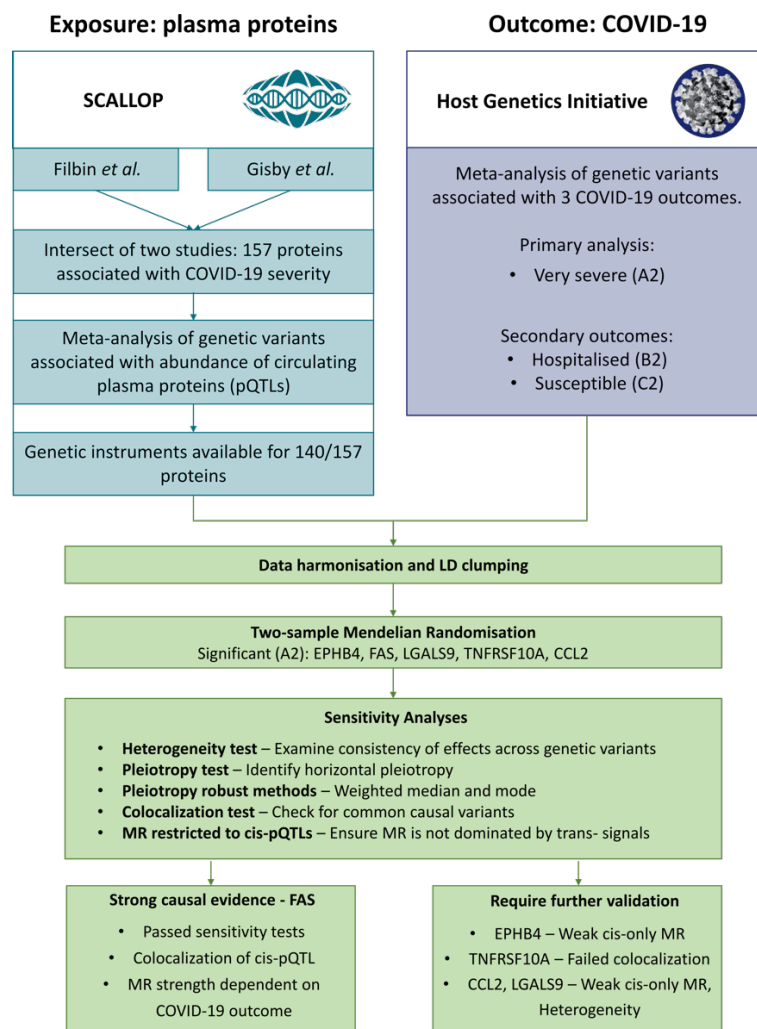 Exposure: plasma proteins
SCALLOP
Filbin et al.
Gisby et al.
Intersect of two studies: 157 proteins
associated with COVID-19 severity
Meta-analysis of genetic variants
associated with abundance of circulating
plasma proteins (pQTLs)
Genetic instruments available for 140/157
proteins
Outcome: COVID-19
Host Genetics Initiative
Meta-analysis of genetic variants
associated with 3 COVID-19 outcomes.
Primary analysis:
• Very severe (A2)
Secondary outcomes:
• Hospitalised (B2)
• Susceptible (C2)
Data harmonisation and LD clumping
Two-sample Mendelian Randomisation
Significant (A2): EPHB4, FAS, LGALS9, TNFRSF10A, CCL2
Sensitivity Analyses
• Heterogeneity test – Examine consistency of effects across genetic variants
• Pleiotropy test – Identify horizontal pleiotropy
• Pleiotropy robust methods – Weighted median and mode
• Colocalization test – Check for common causal variants
• MR restricted to cis-pQTLs – Ensure MR is not dominated by trans- signals
Strong causal evidence - FAS
• Passed sensitivity tests
• Colocalization of cis-pQTL
• MR strength dependent on
COVID-19 outcome
Require further validation
• EPHB4 – Weak cis-only MR
• TNFRSF10A – Failed colocalization
• CCL2, LGALS9 – Weak cis-only MR,
Heterogeneity